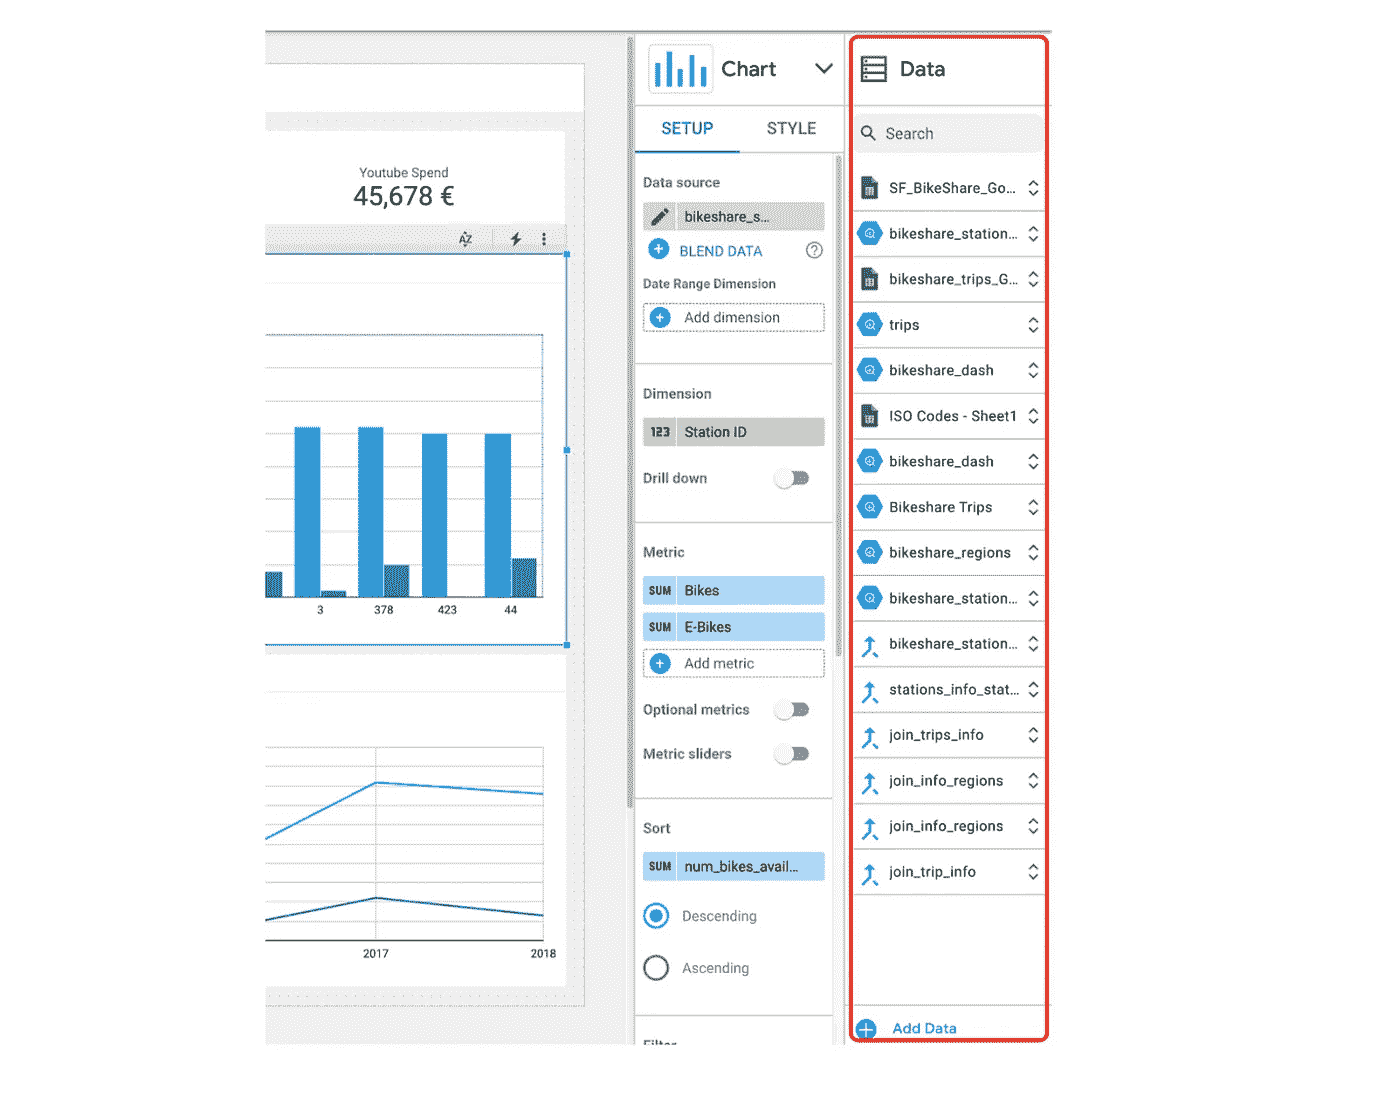 Youtube Spend
45,678 €
AZ
3
378
423
44
2017
2018
Chart
SETUP
STYLE
Data source
bikeshare_s...
BLEND DATA
Date Range Dimension
Add dimension
Dimension
123 Station ID
Drill down
Metric
SUM Bikes
SUM E-Bikes
Add metric
Optional metrics
Metric sliders
Sort
SUM num_bikes_avail...
Descending
Ascending
Filter
Data
Search
SF_BikeShare_Go...
bikeshare_station...
bikeshare_trips_G...
trips
bikeshare_dash
ISO Codes - Sheet1
bikeshare_dash
Bikeshare Trips
bikeshare_regions
bikeshare_station...
bikeshare_station...
stations_info_stat...
join_trips_info
join_info_regions
join_info_regions
join_trip_info
Add Data